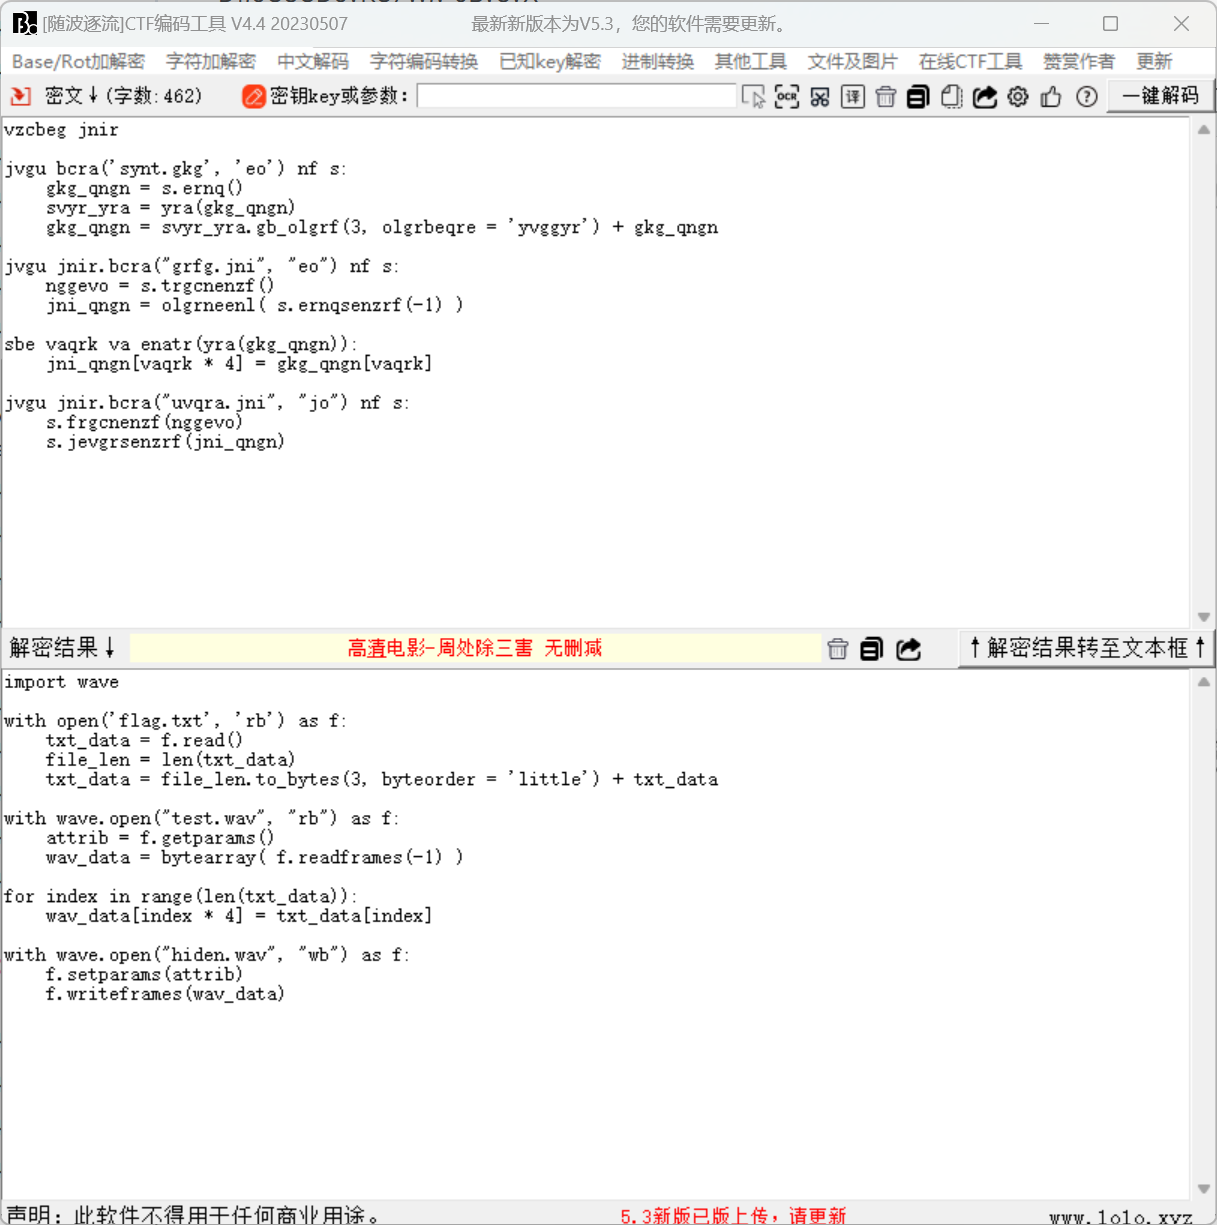 [随波逐流]CTF编码工具 V4.4 20230507 最新新版本为V5.3，您的软件需要更新。
Base/Rot加解密 字符加解密 中文解码 字符编码转换 已知key解密 进制转换 其他工具 文件及图片 在线CTF工具 赞赏作者 更新
密文↓(字数: 462) 密钥key或参数: OCR 译 一键解码
vzcbeg jnir
jvgu bcra('synt.gkg', 'eo') nf s:
    gkg_qngn = s.ernq()
    svyr_yra = yra(gkg_qngn)
    gkg_qngn = svyr_yra.gb_olgrf(3, olgrbeqre = 'yvggyr') + gkg_qngn
jvgu jnir.bcra("grfg.jni", "eo") nf s:
    nggevo = s.trgcnenzf()
    jni_qngn = olgrneenl( s.ernqsenzrf(-1) )
sbe vaqrk va enatr(yra(gkg_qngn)):
    jni_qngn[vaqrk * 4] = gkg_qngn[vaqrk]
jvgu jnir.bcra("uvqra.jni", "jo") nf s:
    s.frgcnenzf(nggevo)
    s.jevgrsenzrf(jni_qngn)
解密结果↓ 高清电影-周处除三害 无删减 ↑解密结果转至文本框↑
import wave
with open('flag.txt', 'rb') as f:
    txt_data = f.read()
    file_len = len(txt_data)
    txt_data = file_len.to_bytes(3, byteorder = 'little') + txt_data
with wave.open("test.wav", "rb") as f:
    attrib = f.getparams()
    wav_data = bytearray( f.readframes(-1) )
for index in range(len(txt_data)):
    wav_data[index * 4] = txt_data[index]
with wave.open("hiden.wav", "wb") as f:
    f.setparams(attrib)
    f.writeframes(wav_data)
声明: 此软件不得用于任何商业用途。 5.3新版已版上传，请更新 www.1o1o.xyz